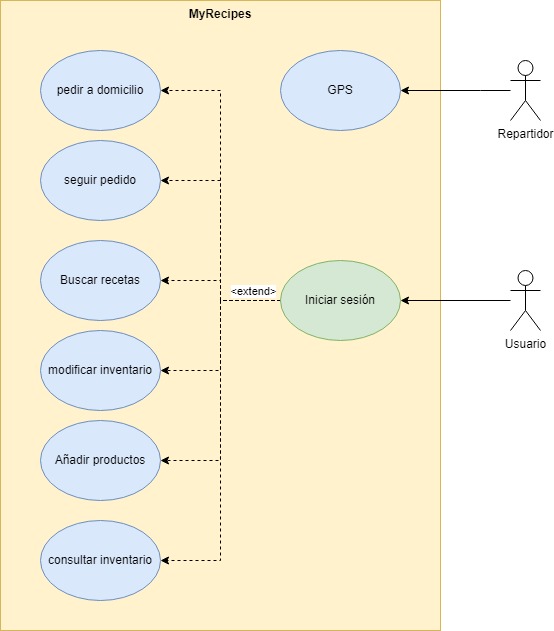 MyRecipes
pedir a domicilio
GPS
Repartidor
seguir pedido
Buscar recetas
<extend>
Iniciar sesión
Usuario
modificar inventario
Añadir productos
consultar inventario